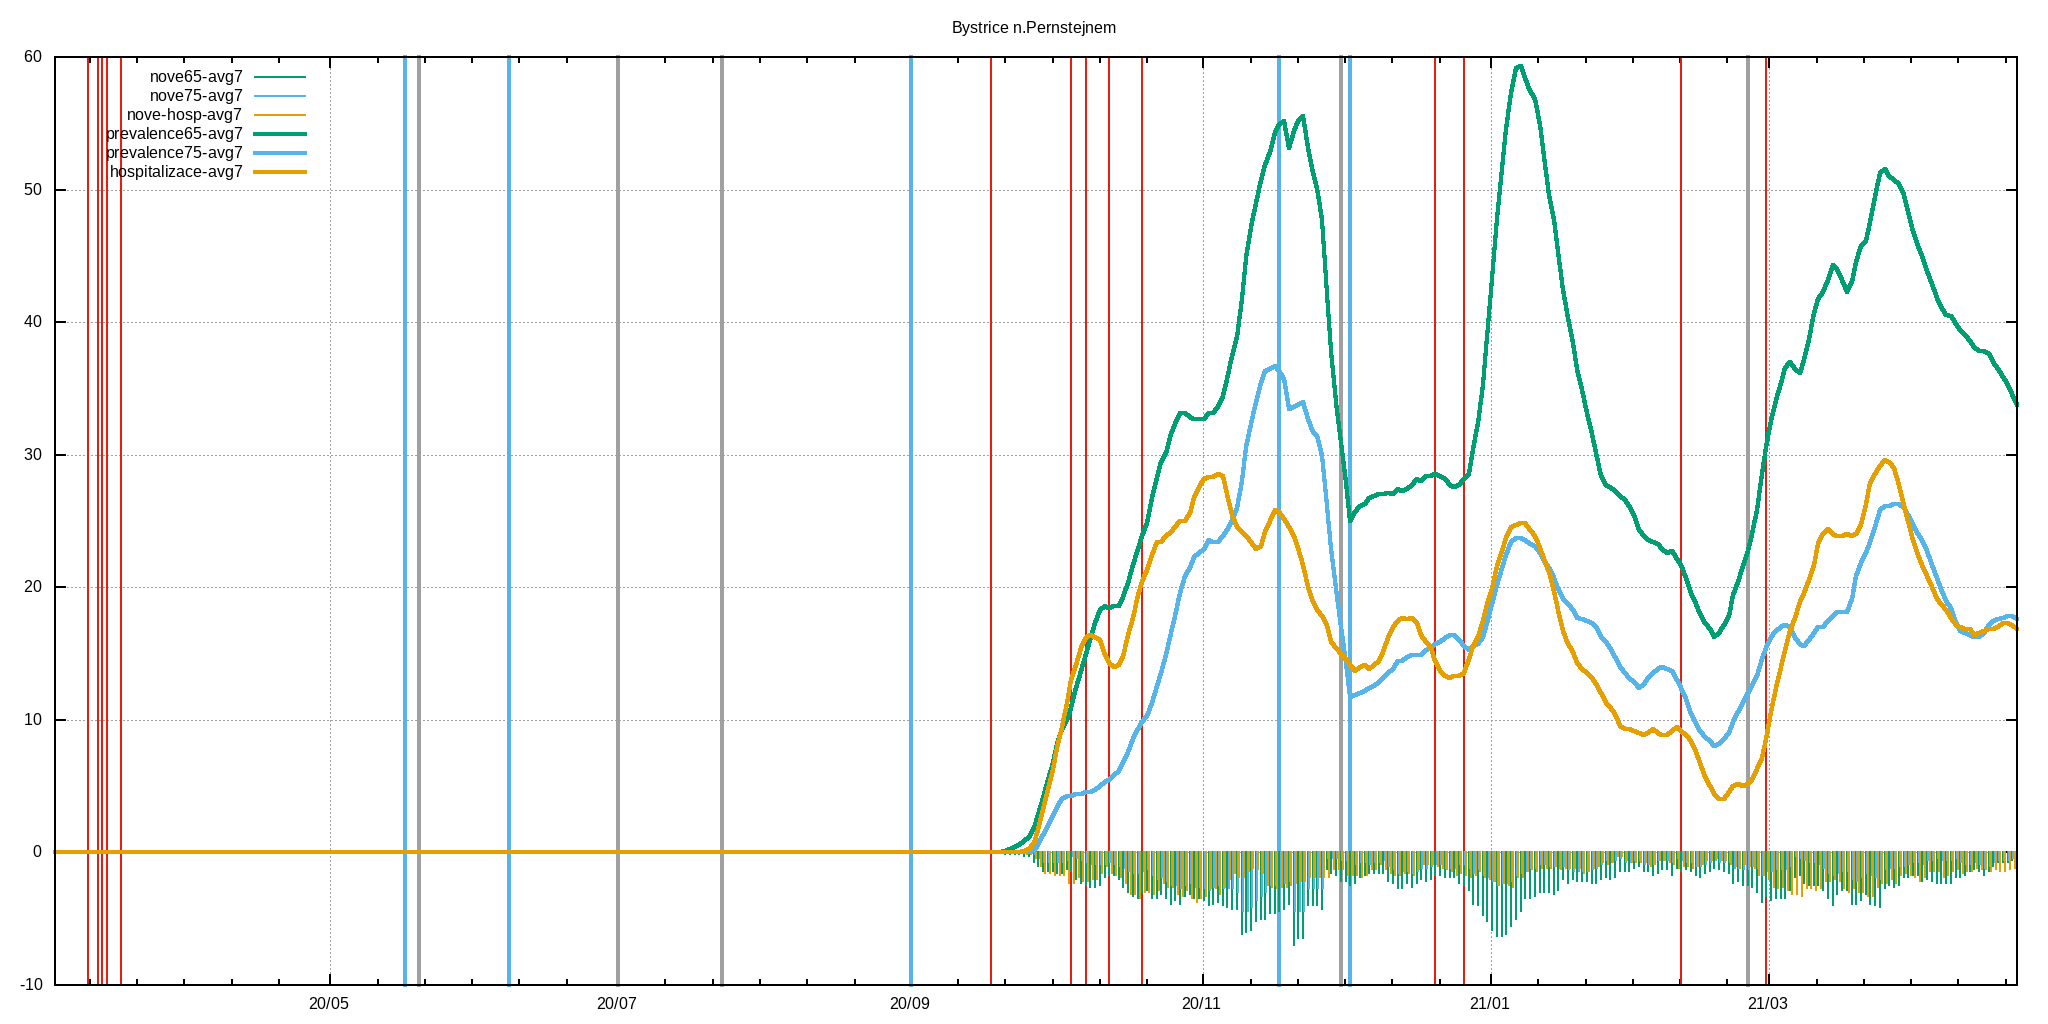 Bystrice n.Pernstejnem
60
nove65-avg7
nove75-avg7
nove-hosp-avg7
prevalence65-avg7
prevalence75-avg7
hospitalizace-avg7
50
40
30
20
10
0
-10
20/05 20/07 20/09 20/11 21/01 21/03